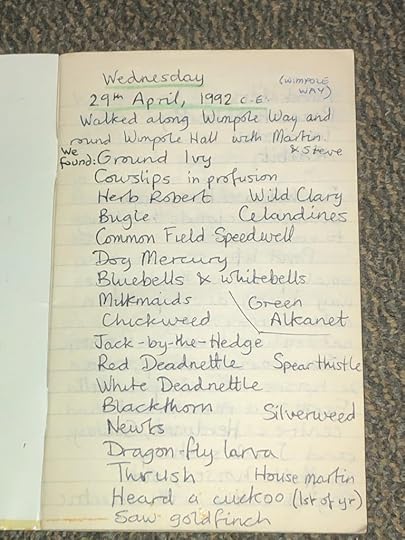 Wednesday (WIMPOLE WAY)
29th April, 1992 C.E.
Walked along Wimpole Way and
round Wimpole Hall with Martin & Steve
We found: Ground Ivy
Cowslips in profusion
Herb Robert Wild Clary
Bugle Celandines
Common Field Speedwell
Dog Mercury
Bluebells & whitebells
Milkmaids Green
Chickweed Alkanet
Jack-by-the-Hedge
Red Deadnettle Spear thistle
White Deadnettle
Blackthorn Silverweed
Newts
Dragon-fly larva
Thrush House martin
Heard a cuckoo (1st of yr)
Saw goldfinch